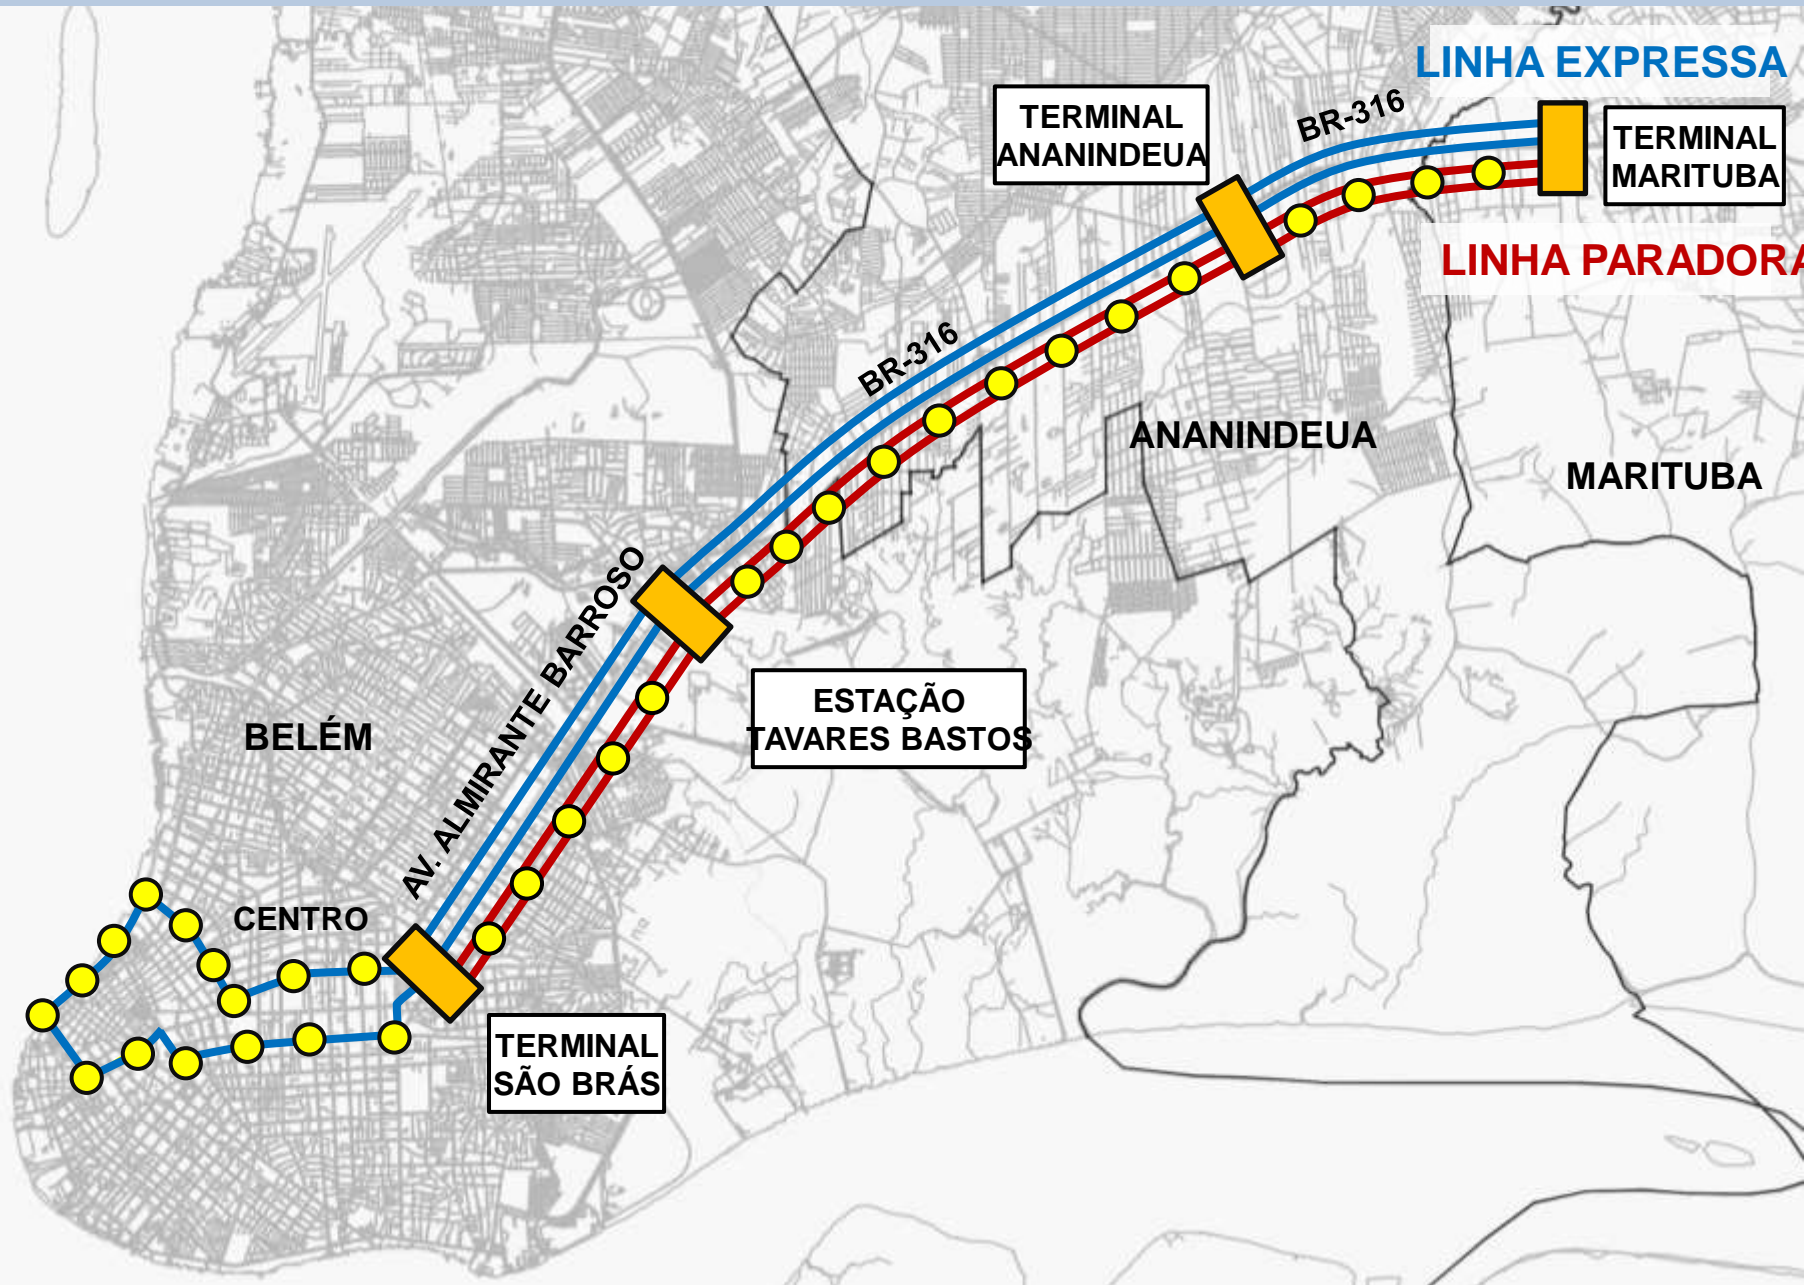 LINHA EXPRESSA
TERMINAL
ANANINDEUA
BR-316
TERMINAL
MARITUBA
LINHA PARADORA
BR-316
ANANINDEUA
MARITUBA
AV. ALMIRANTE BARROSO
ESTAÇÃO
TAVARES BASTOS
BELÉM
CENTRO
TERMINAL
SÃO BRÁS